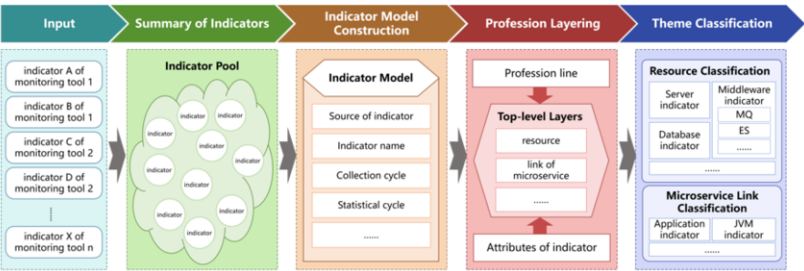 Input
Summary of Indicators
Indicator Model
Construction
Profession Layering
Theme Classification
indicator A of
monitoring tool 1
indicator B of
monitoring tool 1
indicator C of
monitoring tool 2
indicator D of
monitoring tool 2
......
indicator X of
monitoring tool n
Indicator Pool
indicator
indicator
indicator
indicator
indicator
indicator
indicator
indicator
indicator
indicator
indicator
Indicator Model
Source of indicator
Indicator name
Collection cycle
Statistical cycle
......
Profession line
Top-level Layers
resource
link of
microservice
......
Attributes of indicator
Resource Classification
Server
indicator
Database
indicator
Middleware
indicator
MQ
ES
......
......
Microservice Link
Classification
Application
indicator
JVM
indicator
......